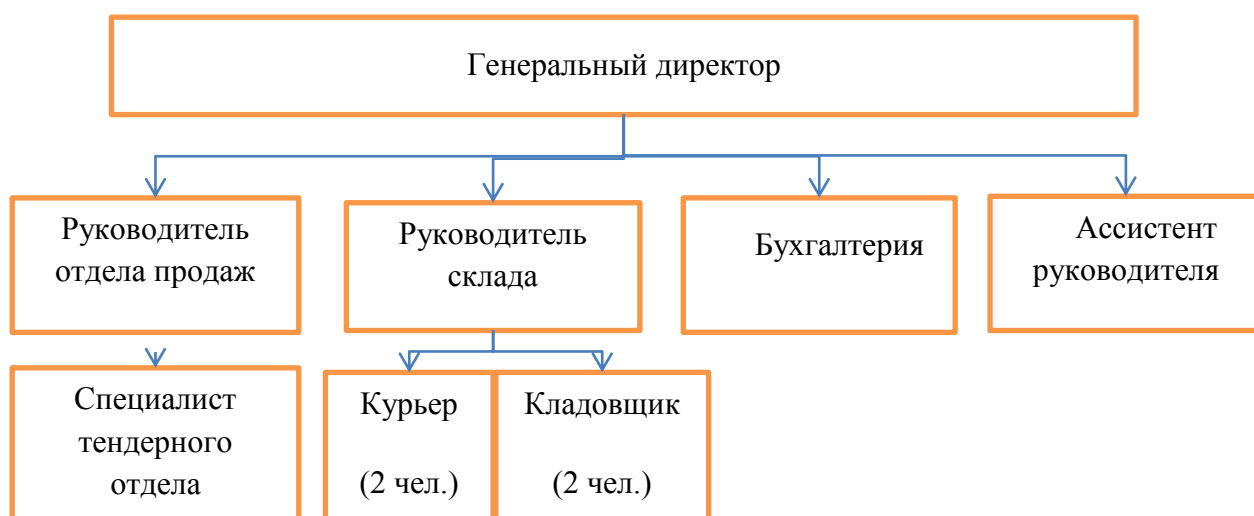 Генеральный директор
Руководитель
отдела продаж
Руководитель
склада
Бухгалтерия
Ассистент
руководителя
Специалист
тендерного
отдела
Курьер
(2 чел.)
Кладовщик
(2 чел.)